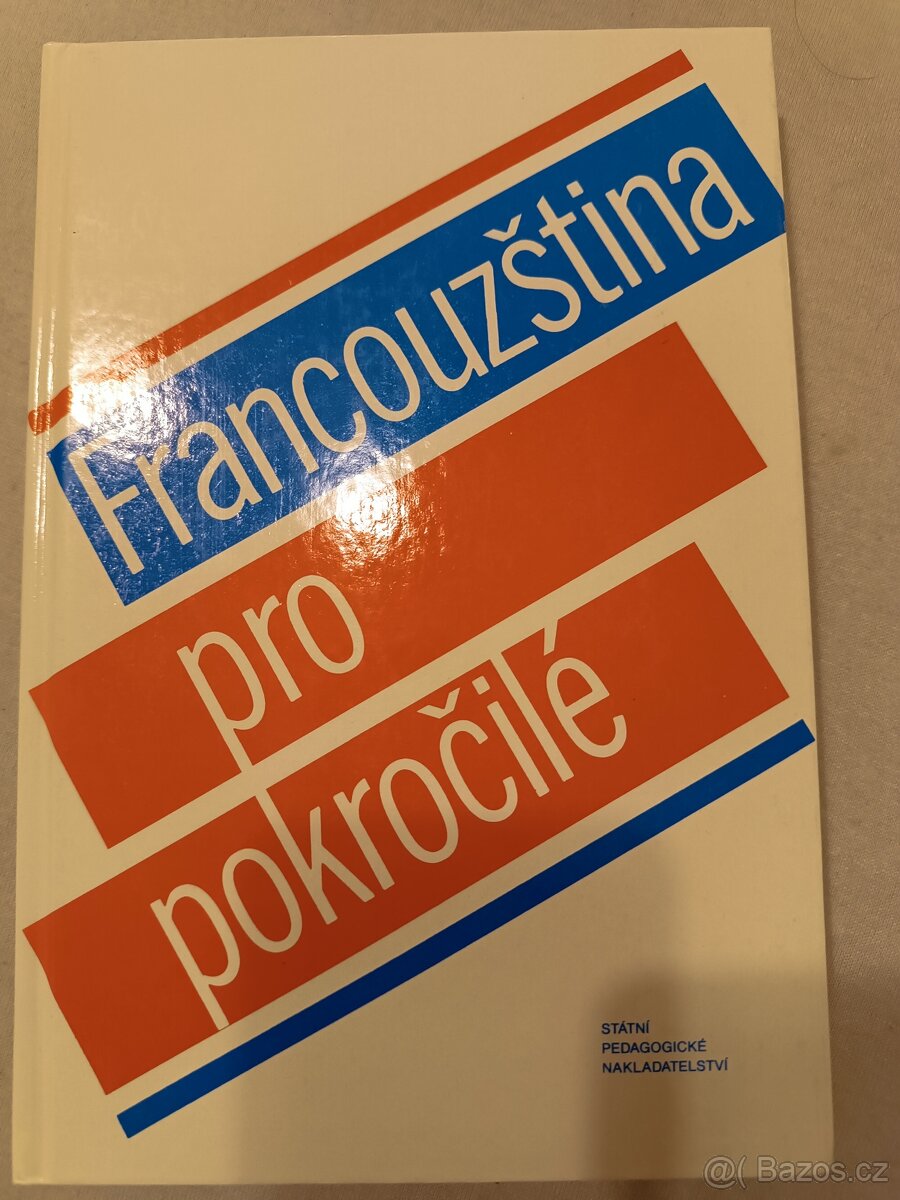 Francouzština
pro
pokročilé
STÁTNÍ
PEDAGOGICKÉ
NAKLADATELSTVÍ
@( Bazos.cz